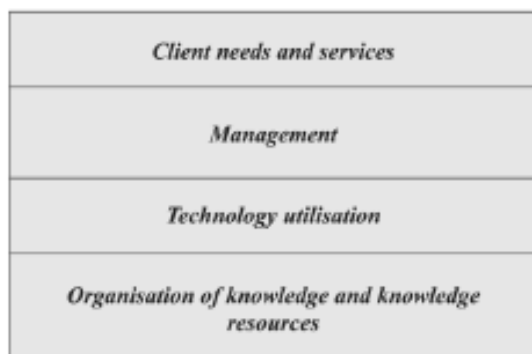 Client needs and services
Management
Technology utilisation
Organisation of knowledge and knowledge
resources